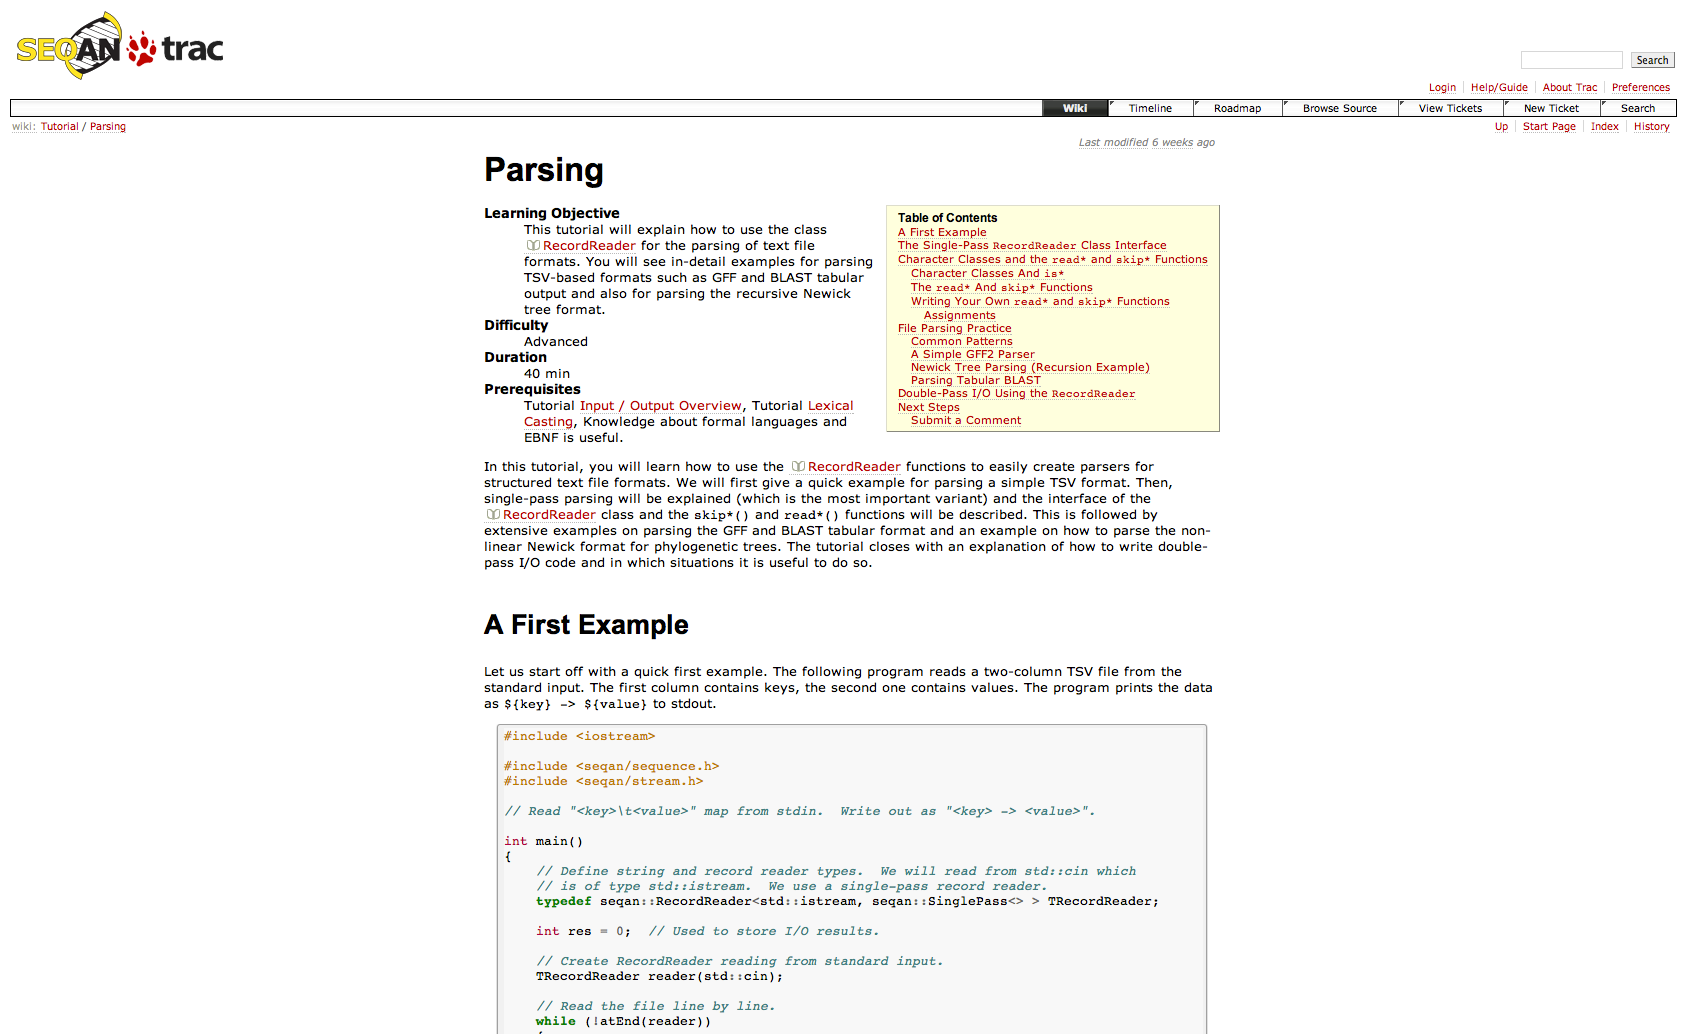 SEQAN trac
Search
Login Help/Guide About Trac Preferences
Wiki Timeline Roadmap Browse Source View Tickets New Ticket Search
wiki: Tutorial / Parsing
Up Start Page Index History
Last modified 6 weeks ago
Parsing
Learning Objective
This tutorial will explain how to use the class
RecordReader for the parsing of text file
formats. You will see in-detail examples for parsing
TSV-based formats such as GFF and BLAST tabular
output and also for parsing the recursive Newick
tree format.
Difficulty
Advanced
Duration
40 min
Prerequisites
Tutorial Input / Output Overview, Tutorial Lexical
Casting, Knowledge about formal languages and
EBNF is useful.
Table of Contents
A First Example
The Single-Pass RecordReader Class Interface
Character Classes and the read* and skip* Functions
Character Classes And is*
The read* And skip* Functions
Writing Your Own read* and skip* Functions
Assignments
File Parsing Practice
Common Patterns
A Simple GFF2 Parser
Newick Tree Parsing (Recursion Example)
Parsing Tabular BLAST
Double-Pass I/O Using the RecordReader
Next Steps
Submit a Comment
In this tutorial, you will learn how to use the RecordReader functions to easily create parsers for
structured text file formats. We will first give a quick example for parsing a simple TSV format. Then,
single-pass parsing will be explained (which is the most important variant) and the interface of the
RecordReader class and the skip*() and read*() functions will be described. This is followed by
extensive examples on parsing the GFF and BLAST tabular format and an example on how to parse the non-
linear Newick format for phylogenetic trees. The tutorial closes with an explanation of how to write double-
pass I/O code and in which situations it is useful to do so.
A First Example
Let us start off with a quick first example. The following program reads a two-column TSV file from the
standard input. The first column contains keys, the second one contains values. The program prints the data
as ${key} -> ${value} to stdout.
#include <iostream>
#include <seqan/sequence.h>
#include <seqan/stream.h>
// Read "<key>\t<value>" map from stdin.  Write out as "<key> -> <value>".
int main()
{
// Define string and record reader types.  We will read from std::cin which
// is of type std::istream.  We use a single-pass record reader.
typedef seqan::RecordReader<std::istream, seqan::SinglePass<> > TRecordReader;
int res = 0;  // Used to store I/O results.
// Create RecordReader reading from standard input.
TRecordReader reader(std::cin);
// Read the file line by line.
while (!atEnd(reader))